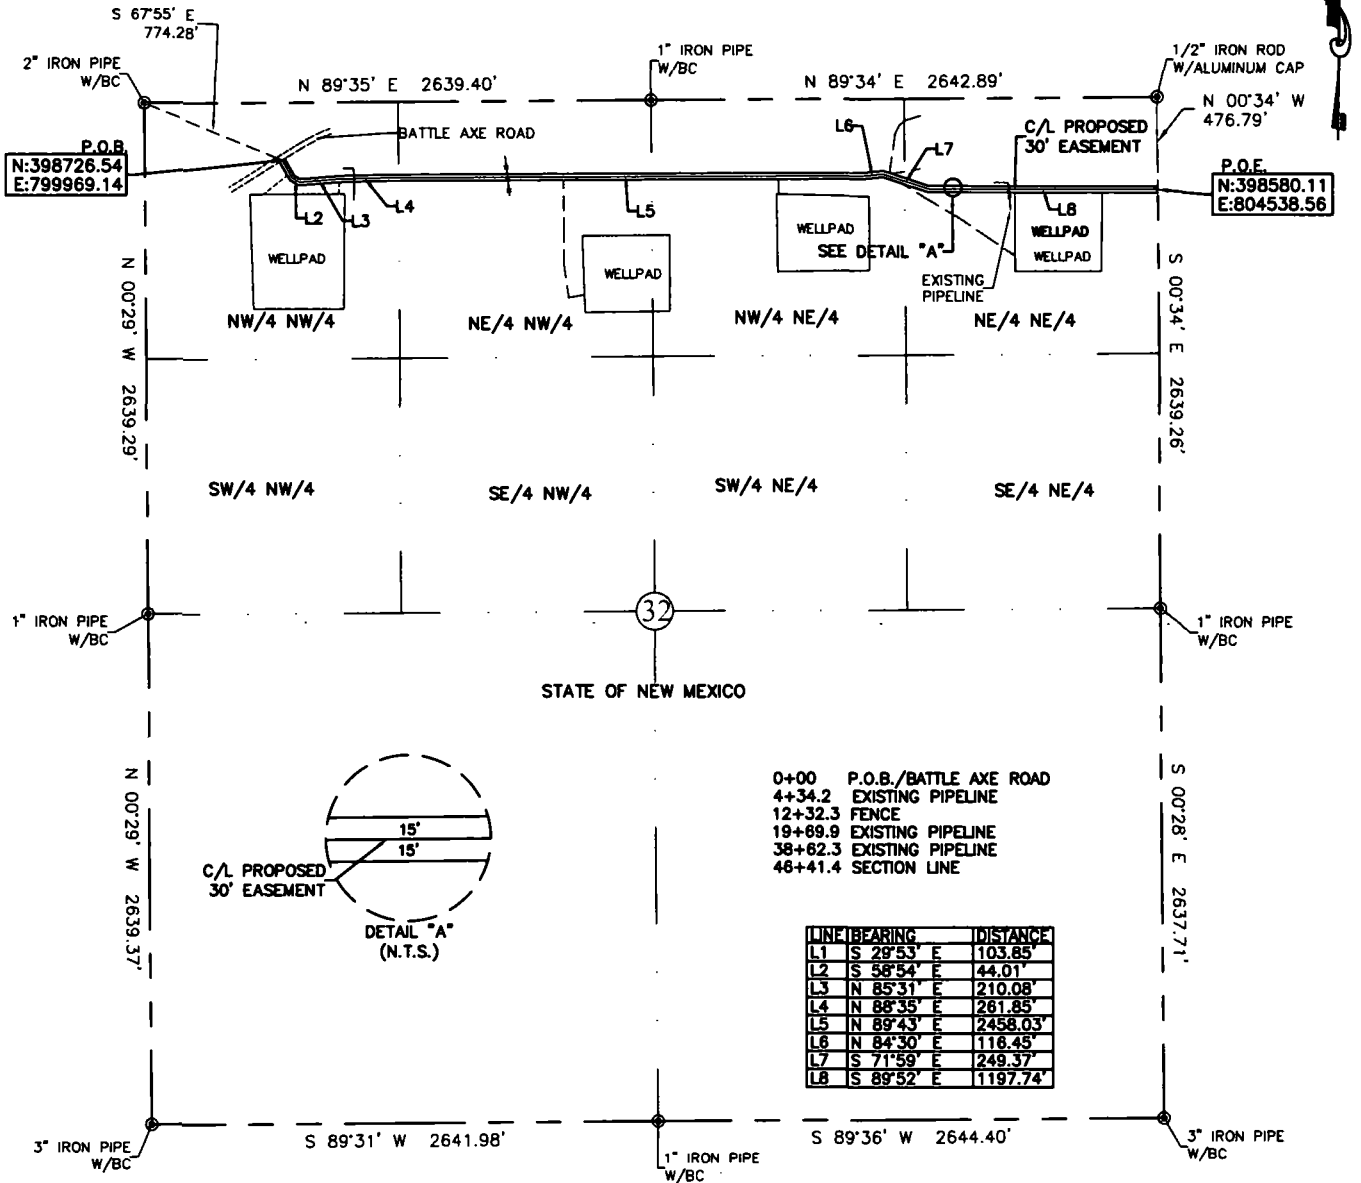 S 67°55' E
774.28'
2" IRON PIPE
W/BC
N 89°35' E 2639.40'
1" IRON PIPE
W/BC
N 89°34' E 2642.89'
1/2" IRON ROD
W/ALUMINUM CAP
N 00°34' W
476.79'
BATTLE AXE ROAD
L6
L7
C/L PROPOSED
30' EASEMENT
P.O.B.
N:398726.54
E:799969.14
P.O.E.
N:398580.11
E:804538.56
L2
L3
L4
L5
L8
WELLPAD
WELLPAD
WELLPAD
WELLPAD
WELLPAD
SEE DETAIL "A"
EXISTING
PIPELINE
NW/4 NW/4
NE/4 NW/4
NW/4 NE/4
NE/4 NE/4
N 00°29' W 2639.29'
S 00°34' E 2639.26'
SW/4 NW/4
SE/4 NW/4
SW/4 NE/4
SE/4 NE/4
1" IRON PIPE
W/BC
32
1" IRON PIPE
W/BC
STATE OF NEW MEXICO
N 00°29' W 2639.37'
S 00°28' E 2637.71'
15'
15'
C/L PROPOSED
30' EASEMENT
DETAIL "A"
(N.T.S.)
0+00 P.O.B./BATTLE AXE ROAD
4+34.2 EXISTING PIPELINE
12+32.3 FENCE
19+69.9 EXISTING PIPELINE
38+62.3 EXISTING PIPELINE
46+41.4 SECTION LINE
LINE BEARING DISTANCE
L1 S 29°53' E 103.85'
L2 S 58°54' E 44.01'
L3 N 85°31' E 210.08'
L4 N 88°35' E 261.85'
L5 N 89°43' E 2458.03'
L6 N 84°30' E 116.45'
L7 S 71°59' E 249.37'
L8 S 89°52' E 1197.74'
3" IRON PIPE
W/BC
S 89°31' W 2641.98'
1" IRON PIPE
W/BC
S 89°36' W 2644.40'
3" IRON PIPE
W/BC